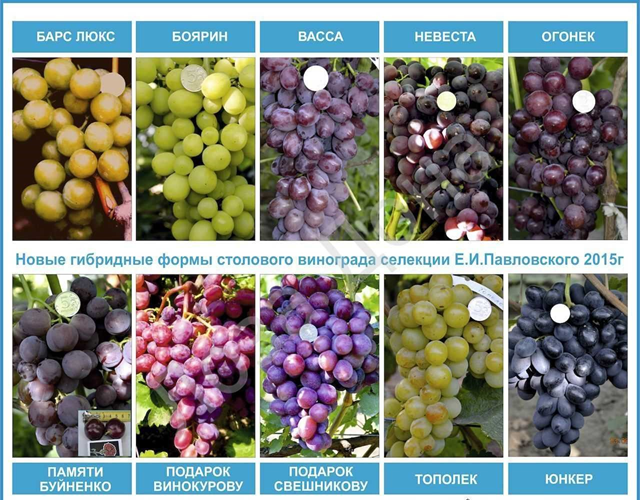 БАРС ЛЮКС
БОЯРИН
ВАССА
НЕВЕСТА
ОГОНЕК
Новые гибридные формы столового винограда селекции Е.И.Павловского 2015г
ПАМЯТИ
БУЙНЕНКО
ПОДАРОК
ВИНОКУРОВУ
ПОДАРОК
СВЕШНИКОВУ
ТОПОЛЕК
ЮНКЕР